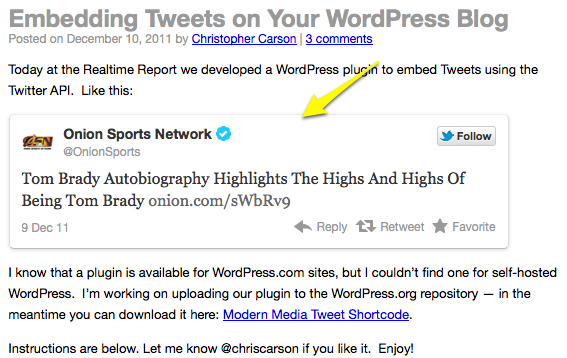 Embedding Tweets on Your WordPress Blog
Posted on December 10, 2011 by Christopher Carson | 3 comments
Today at the Realtime Report we developed a WordPress plugin to embed Tweets using the
Twitter API.  Like this:
Onion Sports Network
@OnionSports
Follow
Tom Brady Autobiography Highlights The Highs And Highs Of
Being Tom Brady onion.com/sWbRv9
9 Dec 11
Reply Retweet Favorite
I know that a plugin is available for WordPress.com sites, but I couldn’t find one for self-hosted
WordPress.  I’m working on uploading our plugin to the WordPress.org repository — in the
meantime you can download it here: Modern Media Tweet Shortcode.
Instructions are below. Let me know @chriscarson if you like it.  Enjoy!